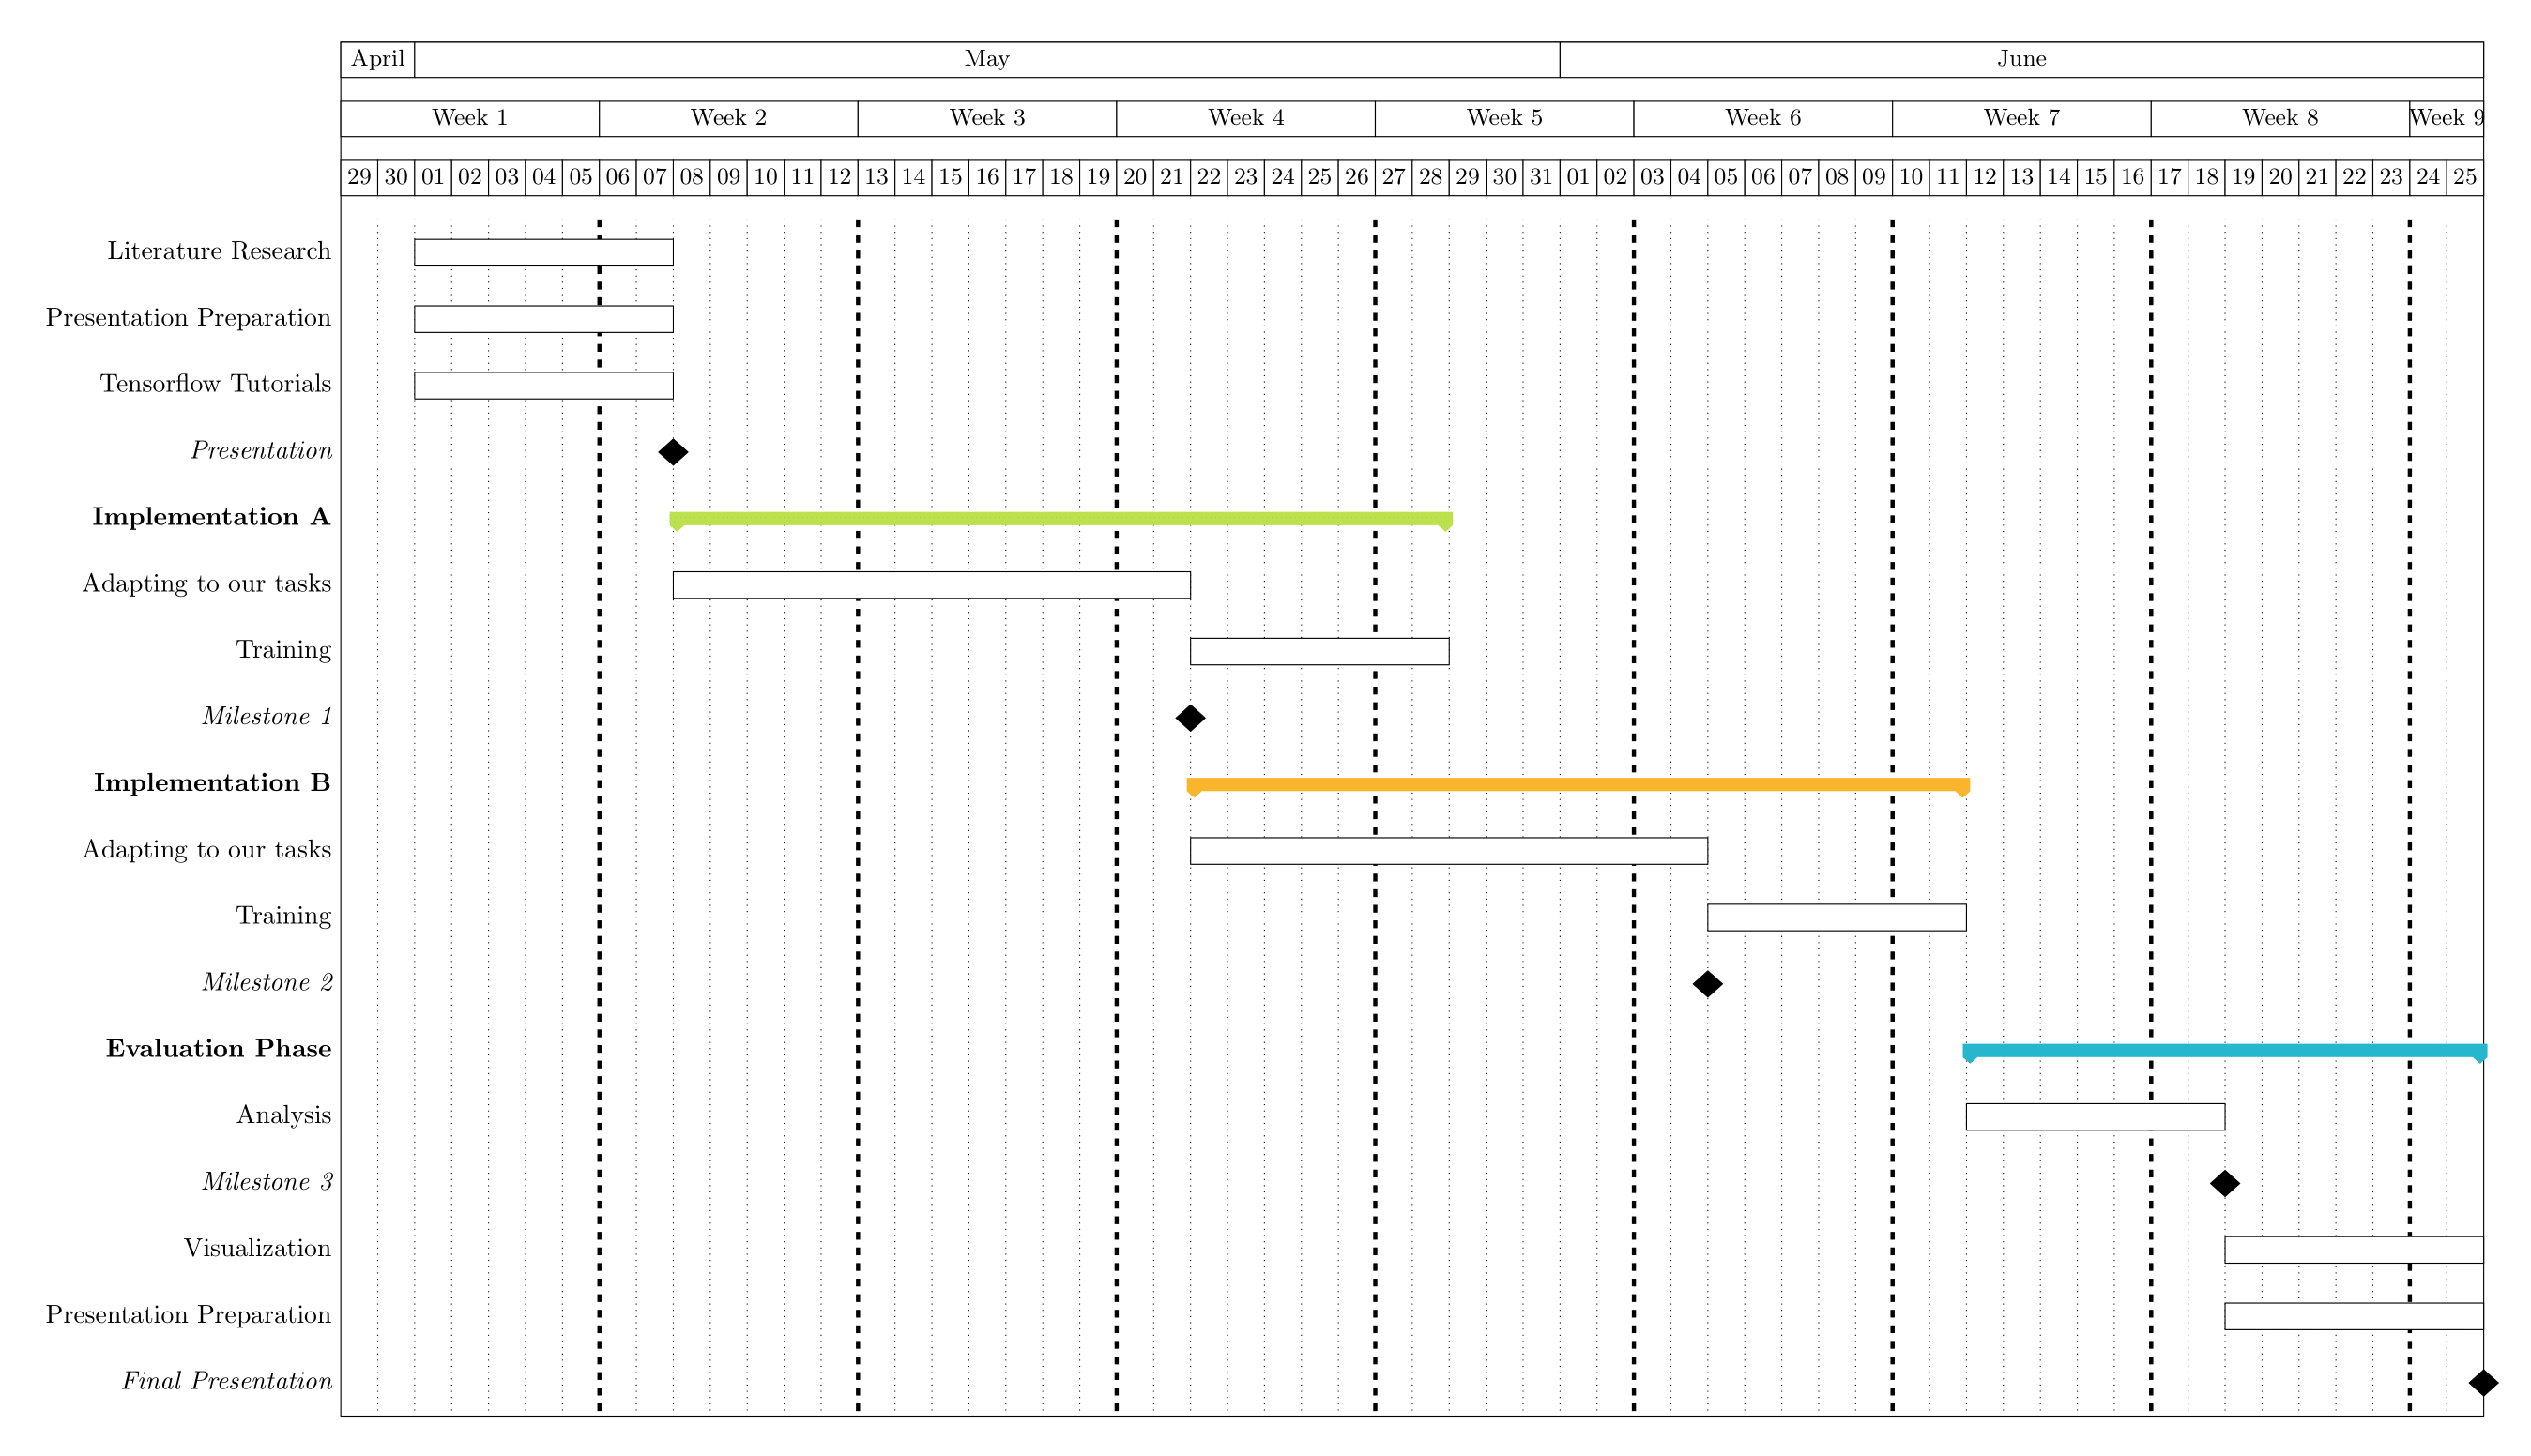 April May June
Week 1 Week 2 Week 3 Week 4 Week 5 Week 6 Week 7 Week 8 Week 9
29 30 01 02 03 04 05 06 07 08 09 10 11 12 13 14 15 16 17 18 19 20 21 22 23 24 25 26 27 28 29 30 31 01 02 03 04 05 06 07 08 09 10 11 12 13 14 15 16 17 18 19 20 21 22 23 24 25
Literature Research
Presentation Preparation
Tensorflow Tutorials
Presentation
Implementation A
Adapting to our tasks
Training
Milestone 1
Implementation B
Adapting to our tasks
Training
Milestone 2
Evaluation Phase
Analysis
Milestone 3
Visualization
Presentation Preparation
Final Presentation